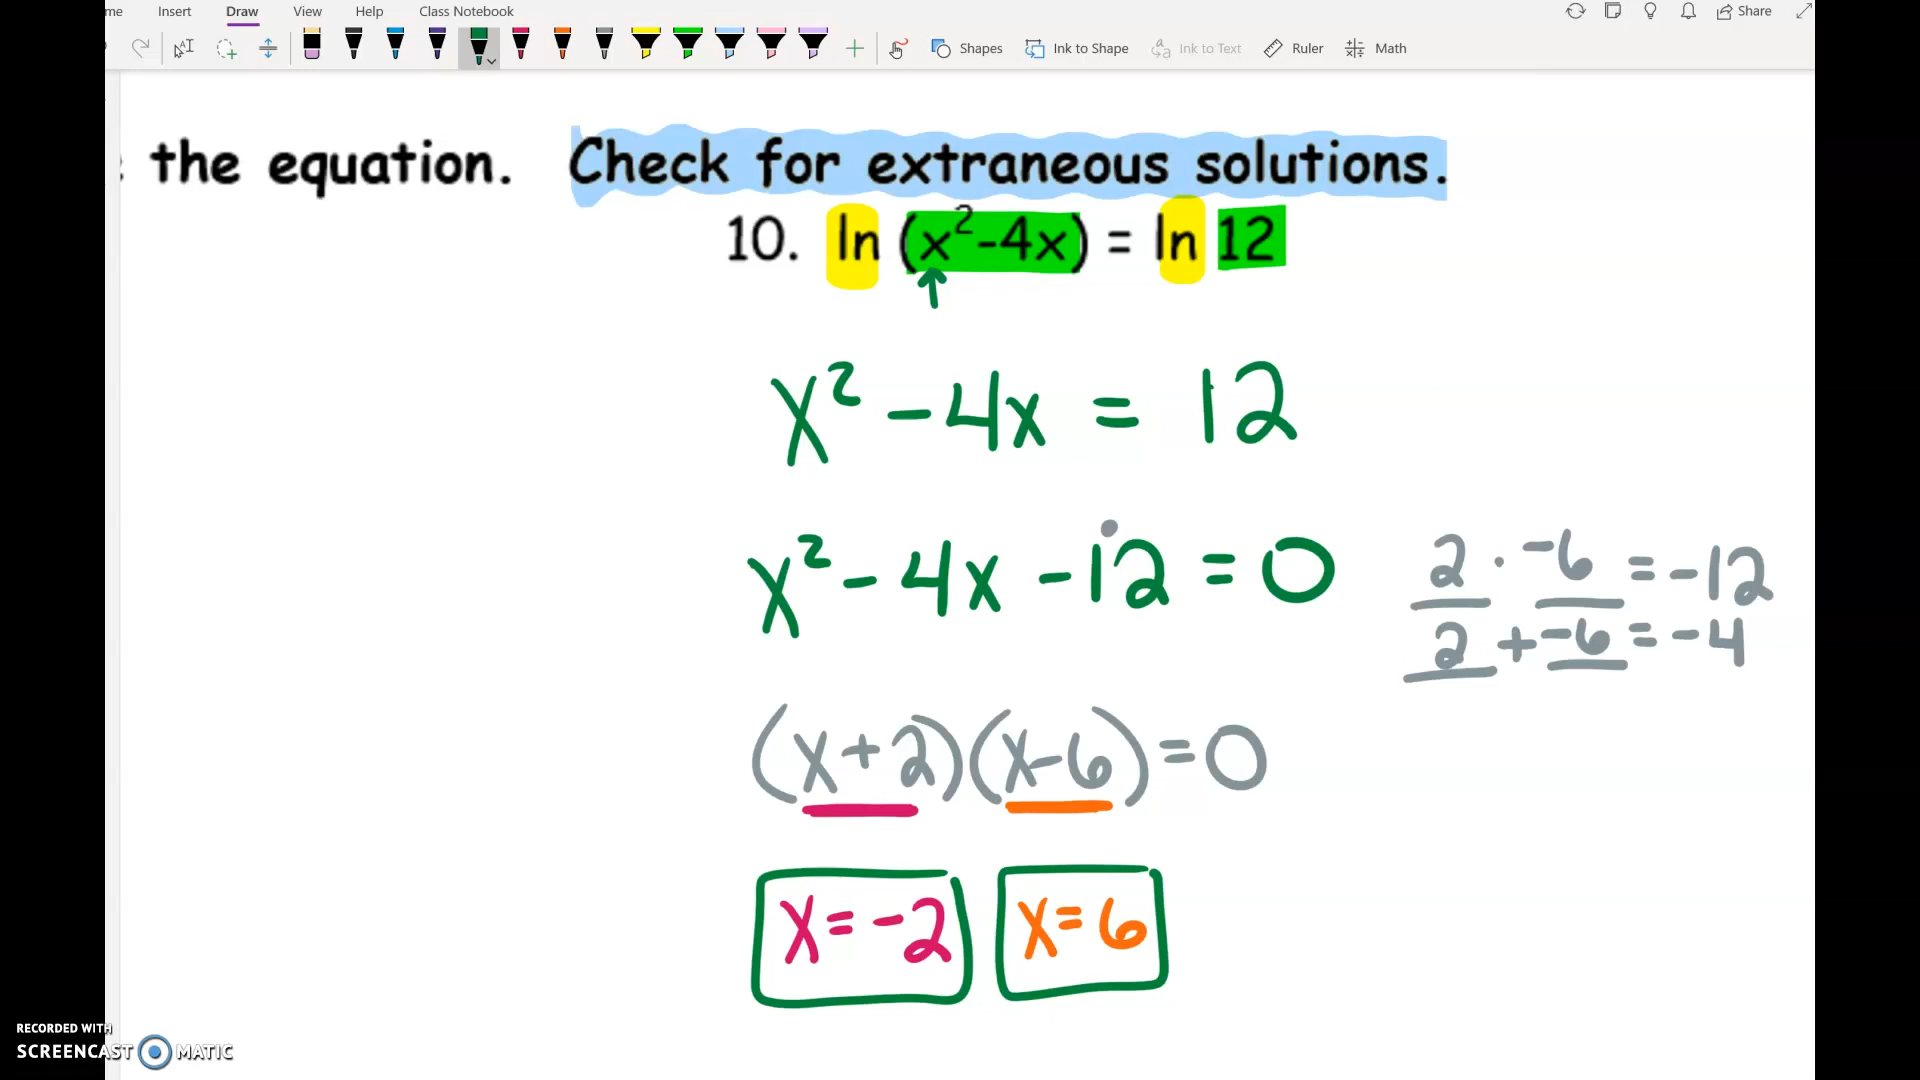 me Insert Draw View Help Class Notebook Share
Shapes Ink to Shape Ink to Text Ruler Math
the equation. Check for extraneous solutions.
10. ln (x²-4x) = ln 12
x² - 4x = 12
x² - 4x - 12 = 0
2 · -6 = -12
2 + -6 = -4
(x+2)(x-6) = 0
x = -2 x = 6
RECORDED WITH
SCREENCAST MATIC